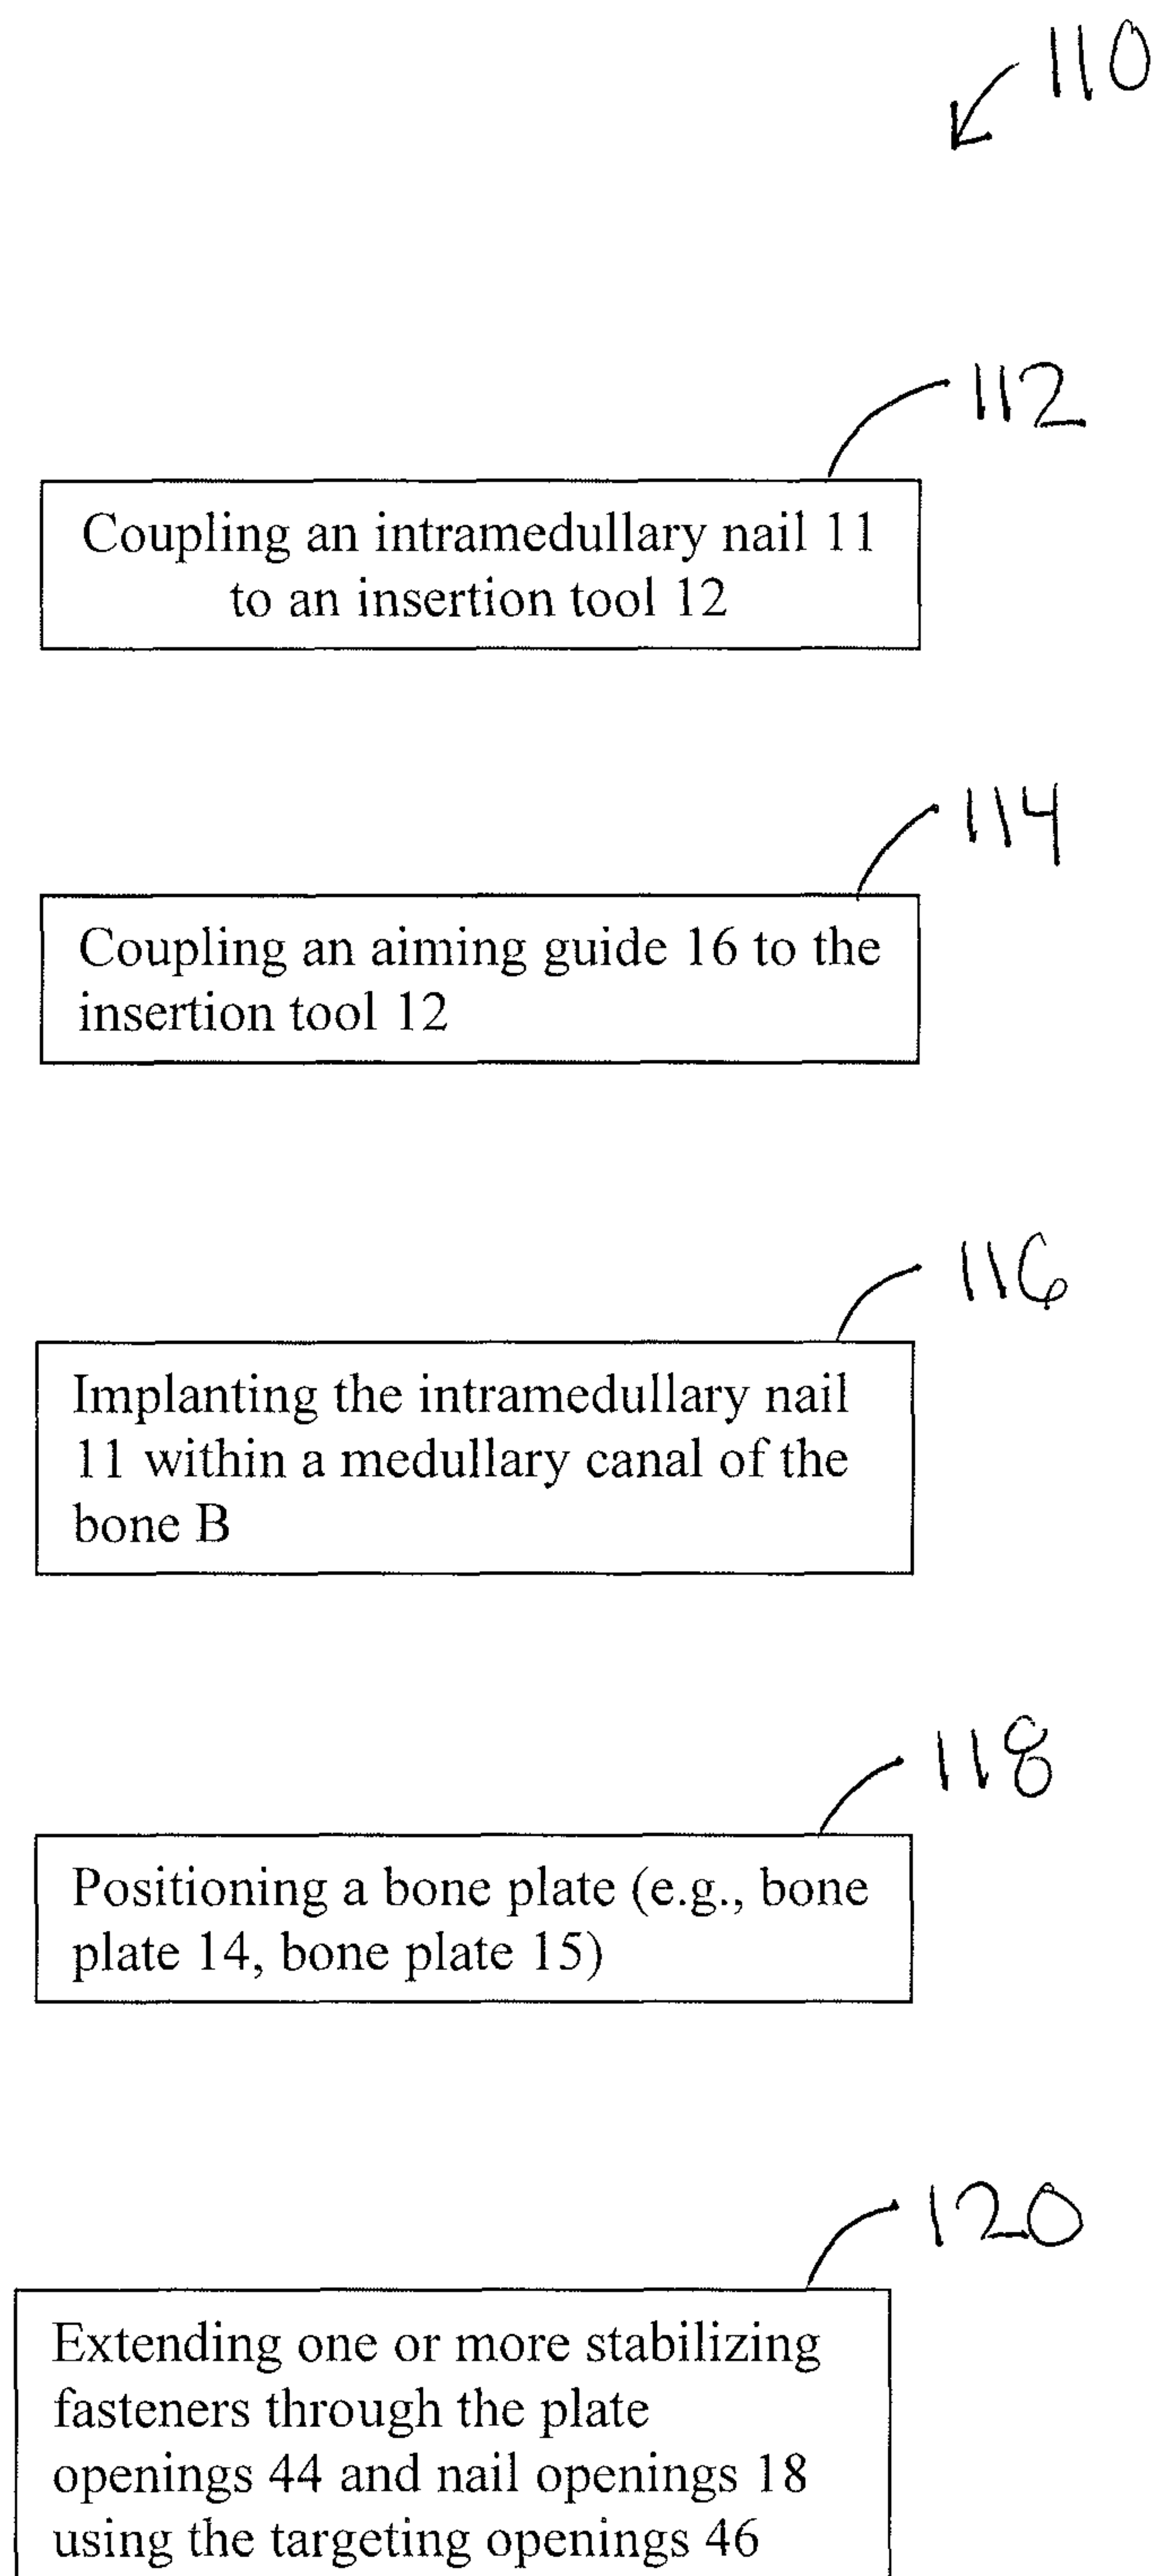 110
112
Coupling an intramedullary nail 11
to an insertion tool 12
114
Coupling an aiming guide 16 to the
insertion tool 12
116
Implanting the intramedullary nail
11 within a medullary canal of the
bone B
118
Positioning a bone plate (e.g., bone
plate 14, bone plate 15)
120
Extending one or more stabilizing
fasteners through the plate
openings 44 and nail openings 18
using the targeting openings 46